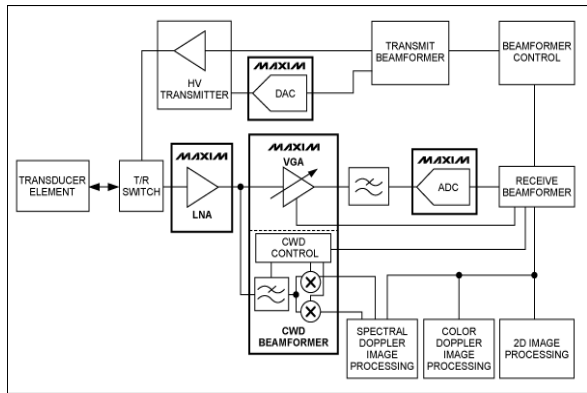 MAXIM
HV
TRANSMITTER
DAC
TRANSMIT
BEAMFORMER
BEAMFORMER
CONTROL
TRANSDUCER
ELEMENT
T/R
SWITCH
MAXIM
LNA
MAXIM
VGA
MAXIM
ADC
RECEIVE
BEAMFORMER
CWD
CONTROL
CWD
BEAMFORMER
SPECTRAL
DOPPLER
IMAGE
PROCESSING
COLOR
DOPPLER
IMAGE
PROCESSING
2D IMAGE
PROCESSING